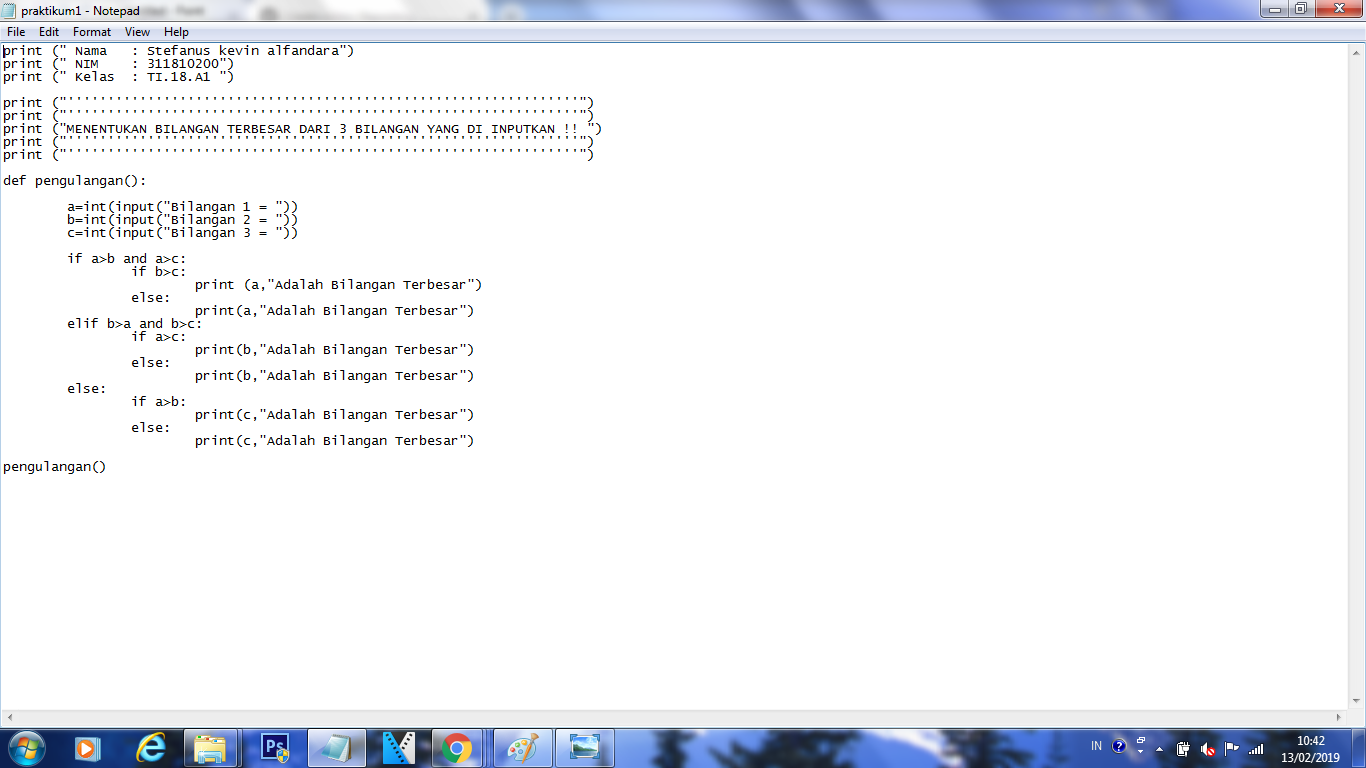 praktikum1 - Notepad
File Edit Format View Help
print (" Nama   : Stefanus kevin alfandara")
print (" NIM    : 311810200")
print (" Kelas  : TI.18.A1 ")
print ("''''''''''''''''''''''''''''''''''''''''''''''''''''''''''''''''")
print ("''''''''''''''''''''''''''''''''''''''''''''''''''''''''''''''''")
print ("MENENTUKAN BILANGAN TERBESAR DARI 3 BILANGAN YANG DI INPUTKAN !! ")
print ("''''''''''''''''''''''''''''''''''''''''''''''''''''''''''''''''")
print ("''''''''''''''''''''''''''''''''''''''''''''''''''''''''''''''''")
def pengulangan():
        a=int(input("Bilangan 1 = "))
        b=int(input("Bilangan 2 = "))
        c=int(input("Bilangan 3 = "))
        if a>b and a>c:
                if b>c:
                        print (a,"Adalah Bilangan Terbesar")
                else:
                        print(a,"Adalah Bilangan Terbesar")
        elif b>a and b>c:
                if a>c:
                        print(b,"Adalah Bilangan Terbesar")
                else:
                        print(b,"Adalah Bilangan Terbesar")
        else:
                if a>b:
                        print(c,"Adalah Bilangan Terbesar")
                else:
                        print(c,"Adalah Bilangan Terbesar")
pengulangan()
Ps
IN
10:42
13/02/2019